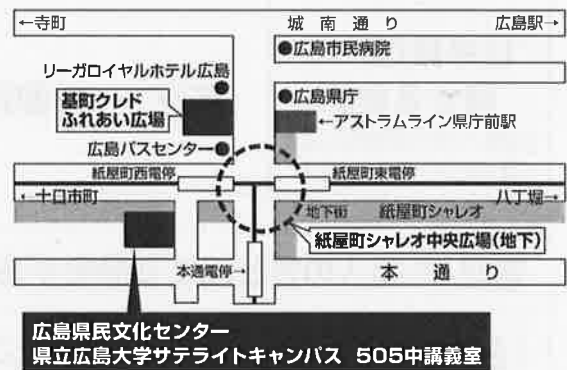 ←寺町 城南通り 広島駅→
●広島市民病院
リーガロイヤルホテル広島●
●広島県庁
基町クレド
ふれあい広場
←アストラムライン県庁前駅
広島バスセンター●
紙屋町西電停 紙屋町東電停
←十日市町 八丁堀→
地下街 紙屋町シャレオ
紙屋町シャレオ中央広場(地下)
本通電停→
本通り
広島県民文化センター
県立広島大学サテライトキャンパス 505中講義室